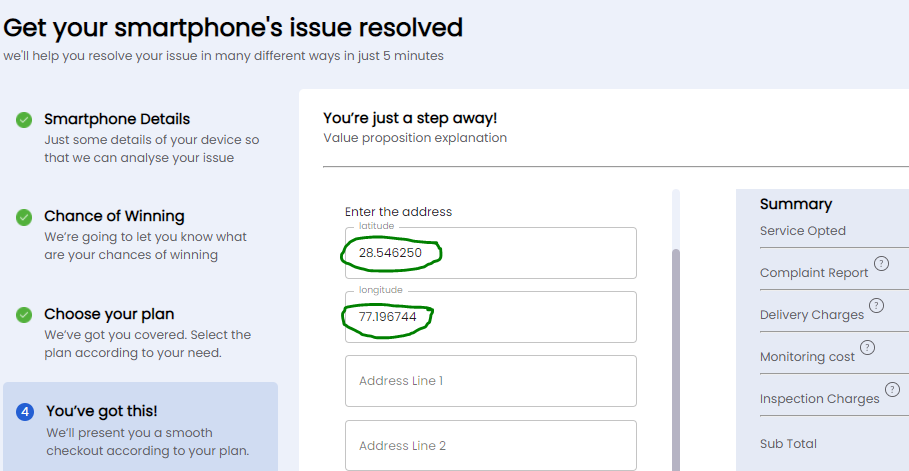 Get your smartphone's issue resolved
we'll help you resolve your issue in many different ways in just 5 minutes
Smartphone Details
Just some details of your device so
that we can analyse your issue
Chance of Winning
We're going to let you know what
are your chances of winning
Choose your plan
We've got you covered. Select the
plan according to your need.
4 You've got this!
We'll present you a smooth
checkout according to your plan.
You're just a step away!
Value proposition explanation
Enter the address
latitude
28.546250
longitude
77.196744
Address Line 1
Address Line 2
Summary
Service Opted
Complaint Report ?
Delivery Charges ?
Monitoring cost ?
Inspection Charges ?
Sub Total